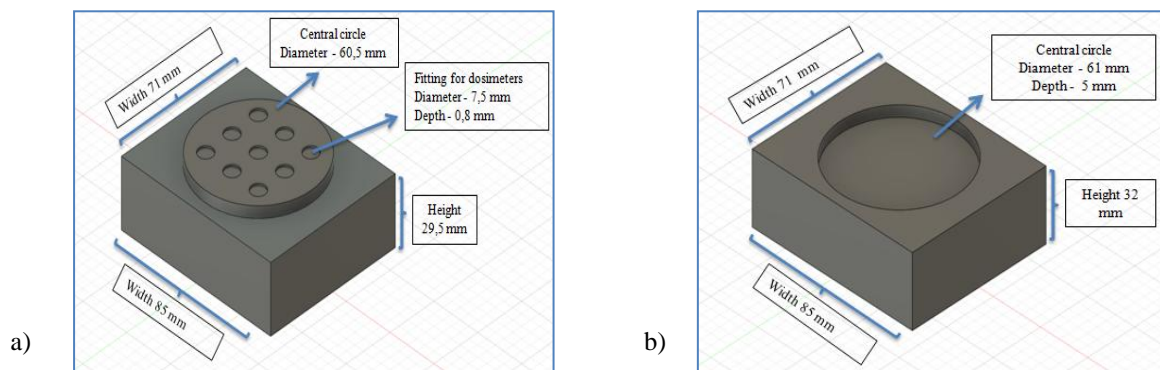 a)
Width 71 mm
Central circle
Diameter - 60,5 mm
Fitting for dosimeters
Diameter - 7,5 mm
Depth - 0,8 mm
Height
29,5 mm
Width 85 mm
b)
Width 71 mm
Central circle
Diameter - 61 mm
Depth - 5 mm
Height 32
mm
Width 85 mm